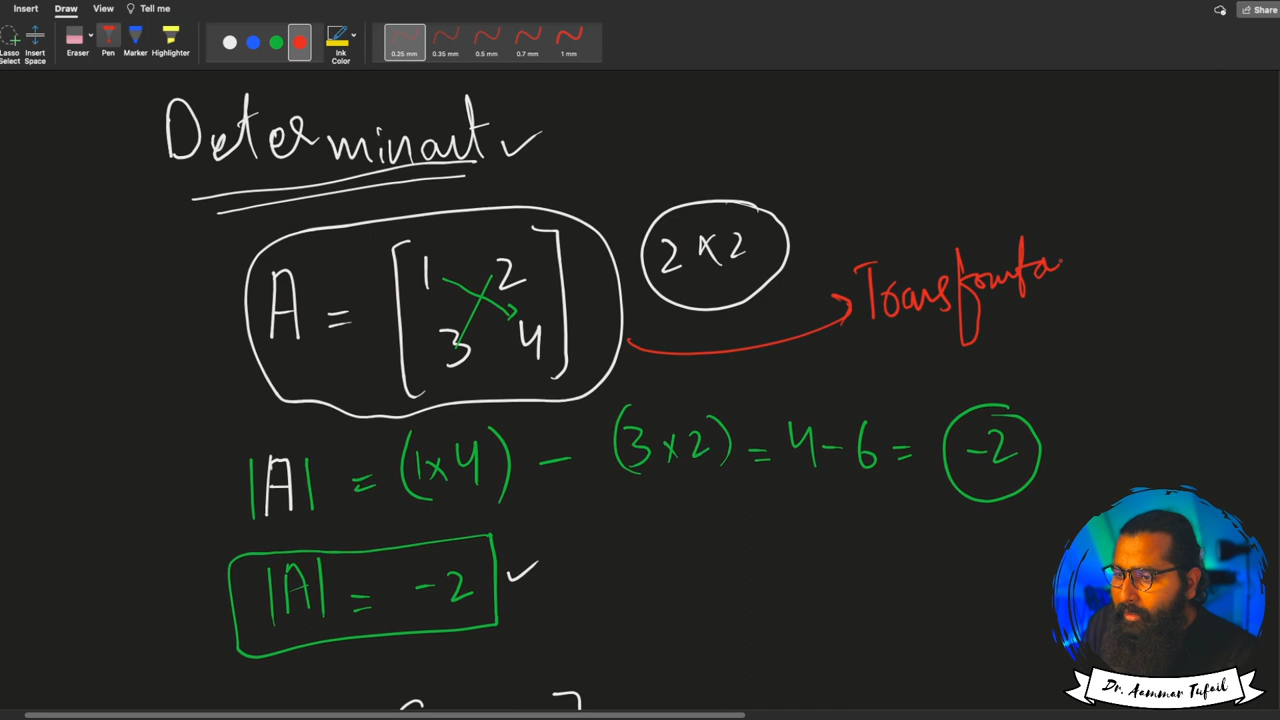 Insert Draw View Tell me Share
Lasso Select Insert Space Eraser Pen Marker Highlighter Ink Color 0.25 mm 0.35 mm 0.5 mm 0.7 mm 1 mm
Determinant ✓
A = [1 2
3 4]
2 x 2
Transforma
|A| = (1x4) - (3x2) = 4-6 = -2
|A| = -2 ✓
Dr. Aammar Tufail